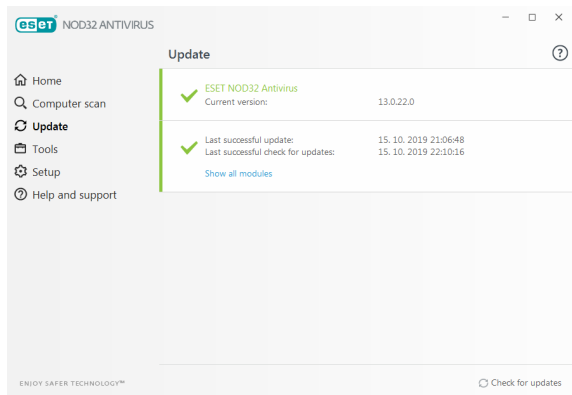 eset NOD32 ANTIVIRUS
Update
Home
Computer scan
Update
Tools
Setup
Help and support
ESET NOD32 Antivirus
Current version: 13.0.22.0
Last successful update: 15. 10. 2019 21:06:48
Last successful check for updates: 15. 10. 2019 22:10:16
Show all modules
ENJOY SAFER TECHNOLOGY™
Check for updates